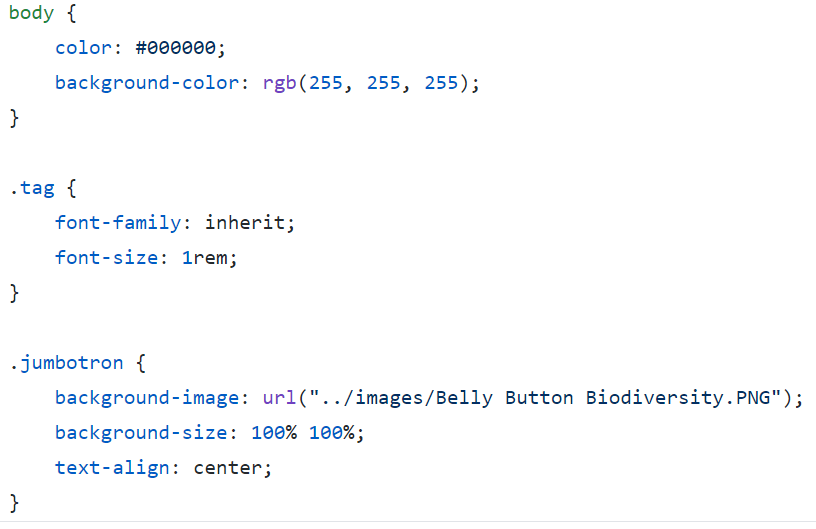 body {
    color: #000000;
    background-color: rgb(255, 255, 255);
}

.tag {
    font-family: inherit;
    font-size: 1rem;
}

.jumbotron {
    background-image: url("../images/Belly Button Biodiversity.PNG");
    background-size: 100% 100%;
    text-align: center;
}